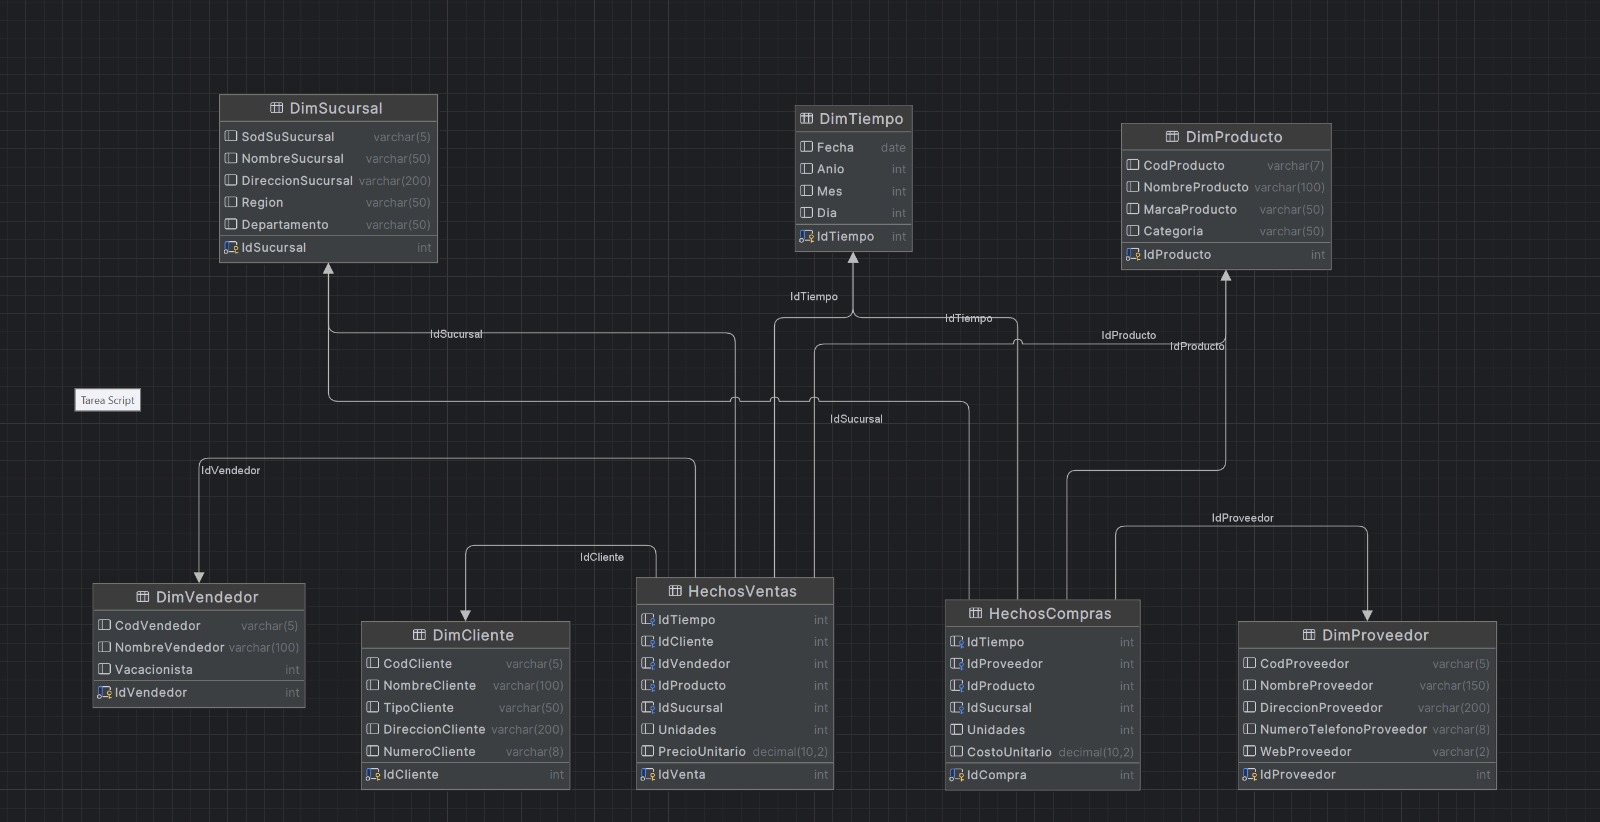 DimSucursal
SodSuSucursal varchar(5)
NombreSucursal varchar(50)
DireccionSucursal varchar(200)
Region varchar(50)
Departamento varchar(50)
IdSucursal int
DimTiempo
Fecha date
Anio int
Mes int
Dia int
IdTiempo int
DimProducto
CodProducto varchar(7)
NombreProducto varchar(100)
MarcaProducto varchar(50)
Categoria varchar(50)
IdProducto int
IdTiempo
IdTiempo
IdSucursal
IdProducto
IdProducto
Tarea Script
IdSucursal
IdVendedor
IdProveedor
IdCliente
DimVendedor
CodVendedor varchar(5)
NombreVendedor varchar(100)
Vacacionista int
IdVendedor int
DimCliente
CodCliente varchar(5)
NombreCliente varchar(100)
TipoCliente varchar(50)
DireccionCliente varchar(200)
NumeroCliente varchar(8)
IdCliente int
HechosVentas
IdTiempo int
IdCliente int
IdVendedor int
IdProducto int
IdSucursal int
Unidades int
PrecioUnitario decimal(10,2)
IdVenta int
HechosCompras
IdTiempo int
IdProveedor int
IdProducto int
IdSucursal int
Unidades int
CostoUnitario decimal(10,2)
IdCompra int
DimProveedor
CodProveedor varchar(5)
NombreProveedor varchar(150)
DireccionProveedor varchar(200)
NumeroTelefonoProveedor varchar(8)
WebProveedor varchar(2)
IdProveedor int